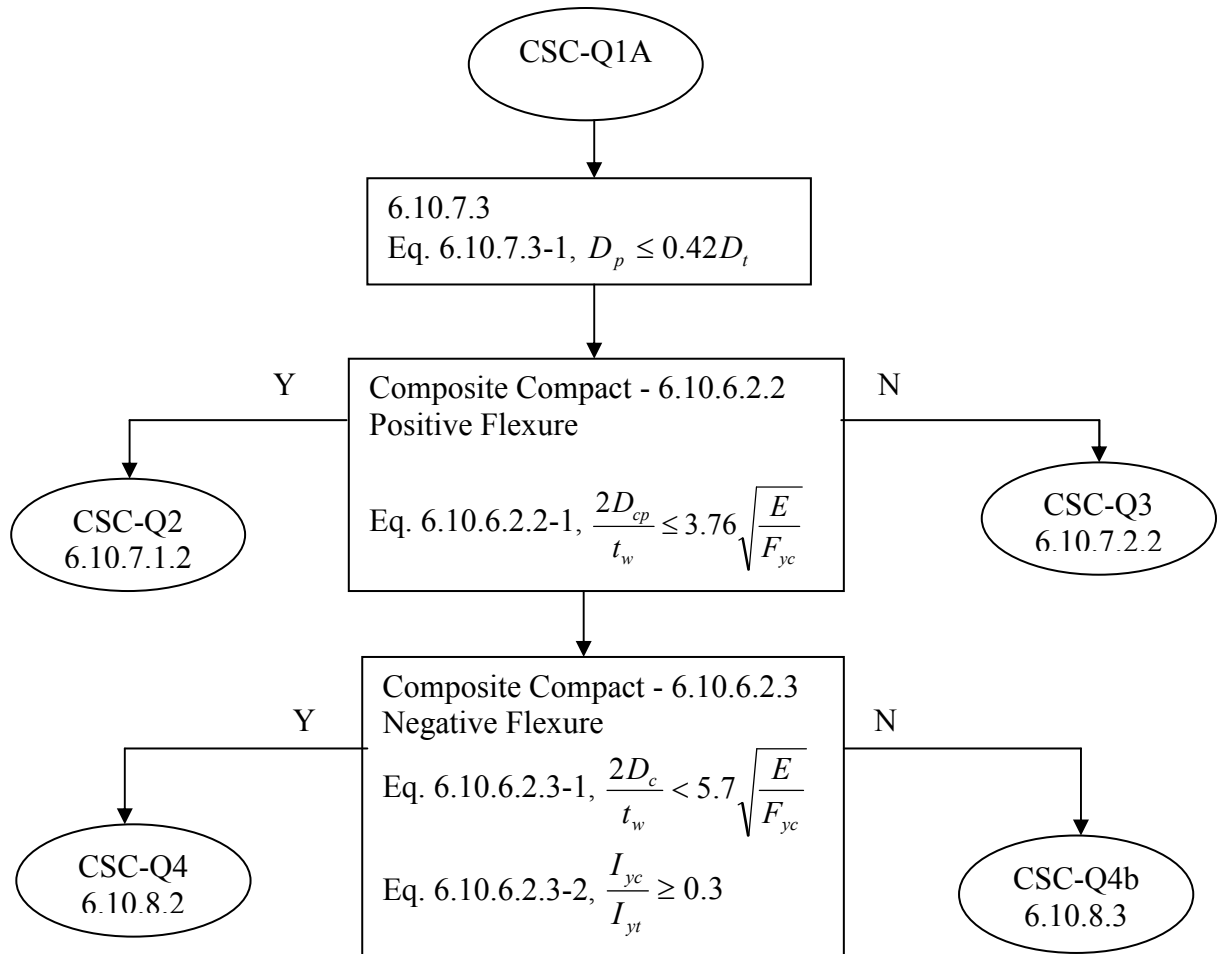 CSC-Q1A
6.10.7.3
Eq. 6.10.7.3-1, D_p ≤ 0.42D_t
Y
Composite Compact - 6.10.6.2.2
Positive Flexure
Eq. 6.10.6.2.2-1, 2D_cp / t_w ≤ 3.76 √(E / F_yc)
N
CSC-Q2
6.10.7.1.2
CSC-Q3
6.10.7.2.2
Y
Composite Compact - 6.10.6.2.3
Negative Flexure
Eq. 6.10.6.2.3-1, 2D_c / t_w < 5.7 √(E / F_yc)
Eq. 6.10.6.2.3-2, I_yc / I_yt ≥ 0.3
N
CSC-Q4
6.10.8.2
CSC-Q4b
6.10.8.3